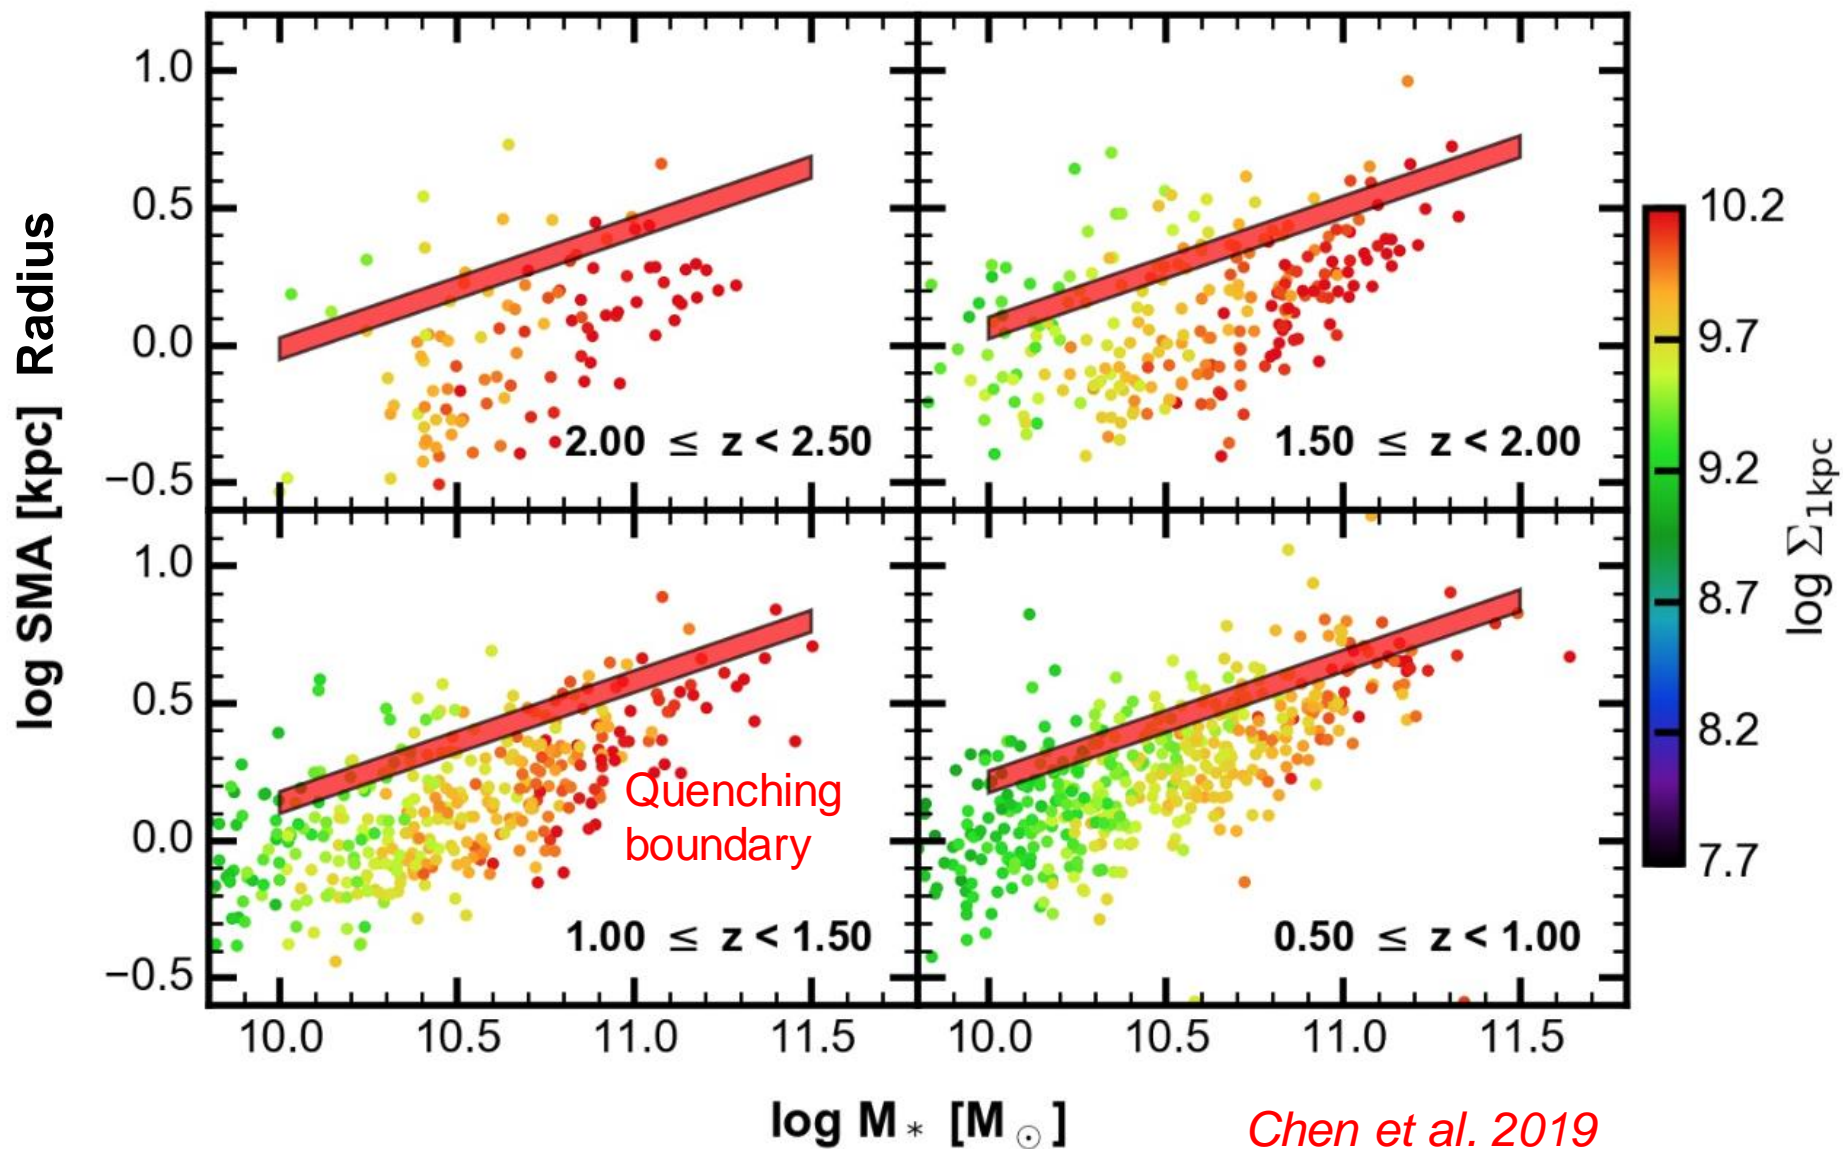 log SMA [kpc]  Radius
1.0
0.5
0.0
−0.5
2.00 ≤ z < 2.50
1.50 ≤ z < 2.00
1.0
0.5
0.0
−0.5
Quenching
boundary
1.00 ≤ z < 1.50
0.50 ≤ z < 1.00
10.0 10.5 11.0 11.5
10.0 10.5 11.0 11.5
log M* [M☉]
10.2
9.7
9.2
8.7
8.2
7.7
log Σ1kpc
Chen et al. 2019